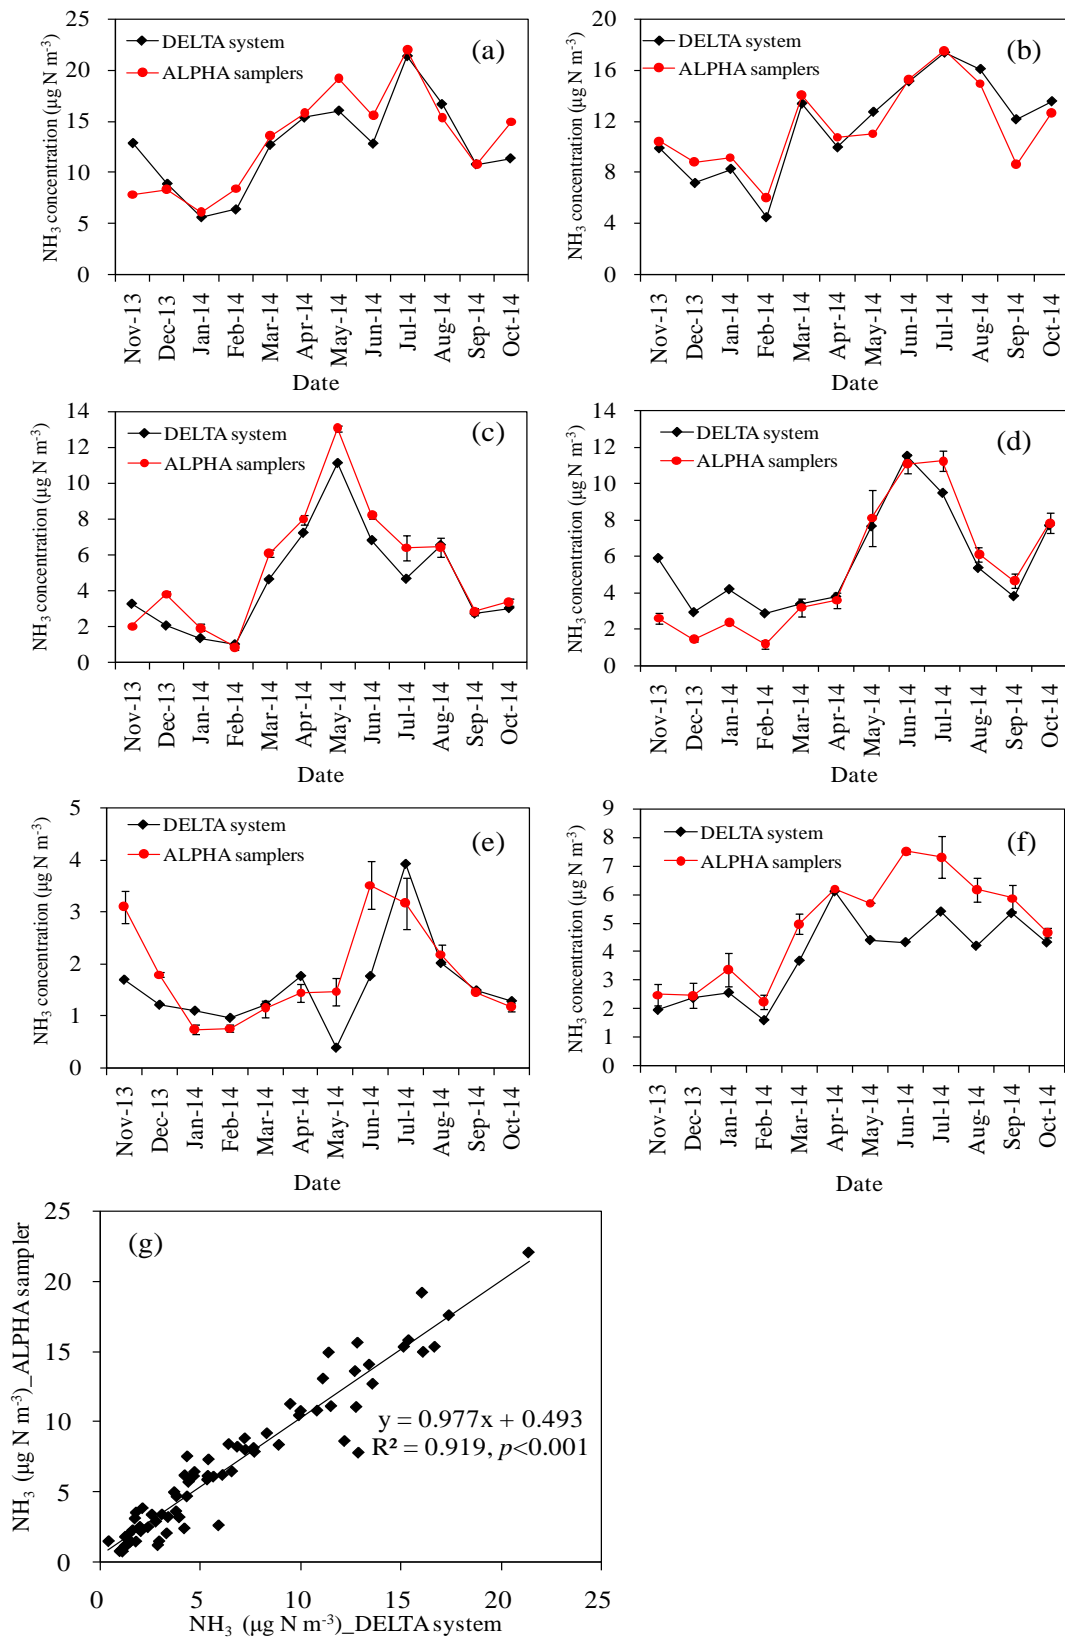 (a)
DELTA system
ALPHA samplers
NH₃ concentration (μg N m⁻³)
25
20
15
10
5
0
Nov-13
Dec-13
Jan-14
Feb-14
Mar-14
Apr-14
May-14
Jun-14
Jul-14
Aug-14
Sep-14
Oct-14
Date
(b)
DELTA system
ALPHA samplers
NH₃ concentration (μg N m⁻³)
20
16
12
8
4
0
Nov-13
Dec-13
Jan-14
Feb-14
Mar-14
Apr-14
May-14
Jun-14
Jul-14
Aug-14
Sep-14
Oct-14
Date
(c)
DELTA system
ALPHA samplers
NH₃ concentration (μg N m⁻³)
14
12
10
8
6
4
2
0
Nov-13
Dec-13
Jan-14
Feb-14
Mar-14
Apr-14
May-14
Jun-14
Jul-14
Aug-14
Sep-14
Oct-14
Date
(d)
DELTA system
ALPHA samplers
NH₃ concentration (μg N m⁻³)
14
12
10
8
6
4
2
0
Nov-13
Dec-13
Jan-14
Feb-14
Mar-14
Apr-14
May-14
Jun-14
Jul-14
Aug-14
Sep-14
Oct-14
Date
(e)
DELTA system
ALPHA samplers
NH₃ concentration (μg N m⁻³)
5
4
3
2
1
0
Nov-13
Dec-13
Jan-14
Feb-14
Mar-14
Apr-14
May-14
Jun-14
Jul-14
Aug-14
Sep-14
Oct-14
Date
(f)
DELTA system
ALPHA samplers
NH₃ concentration (μg N m⁻³)
9
8
7
6
5
4
3
2
1
0
Nov-13
Dec-13
Jan-14
Feb-14
Mar-14
Apr-14
May-14
Jun-14
Jul-14
Aug-14
Sep-14
Oct-14
Date
(g)
NH₃ (μg N m⁻³)_ALPHA sampler
25
20
15
10
5
0
y = 0.977x + 0.493
R² = 0.919, p<0.001
0 5 10 15 20 25
NH₃ (μg N m⁻³)_DELTA system